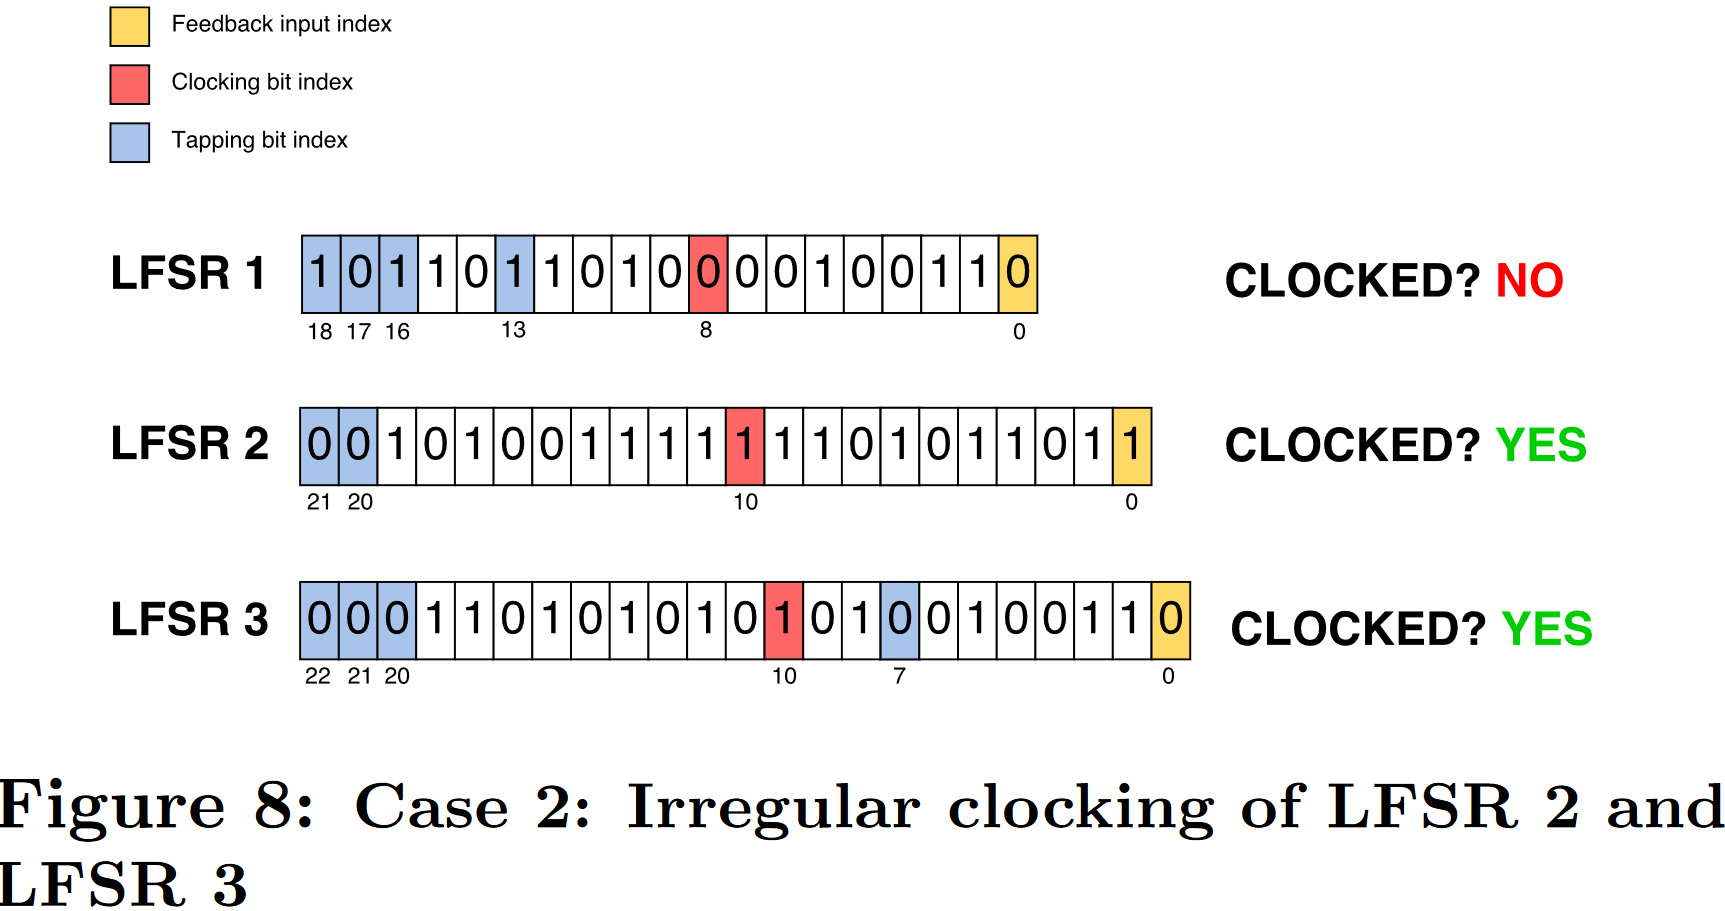 Feedback input index
Clocking bit index
Tapping bit index
LFSR 1 1 0 1 1 0 1 1 0 1 0 0 0 0 1 0 0 1 1 0 CLOCKED? NO
18 17 16 13 8 0
LFSR 2 0 0 1 0 1 0 0 1 1 1 1 1 1 1 0 1 0 1 1 0 1 1 CLOCKED? YES
21 20 10 0
LFSR 3 0 0 0 1 1 0 1 0 1 0 1 0 1 0 1 0 0 1 0 0 1 1 0 CLOCKED? YES
22 21 20 10 7 0
Figure 8: Case 2: Irregular clocking of LFSR 2 and
LFSR 3